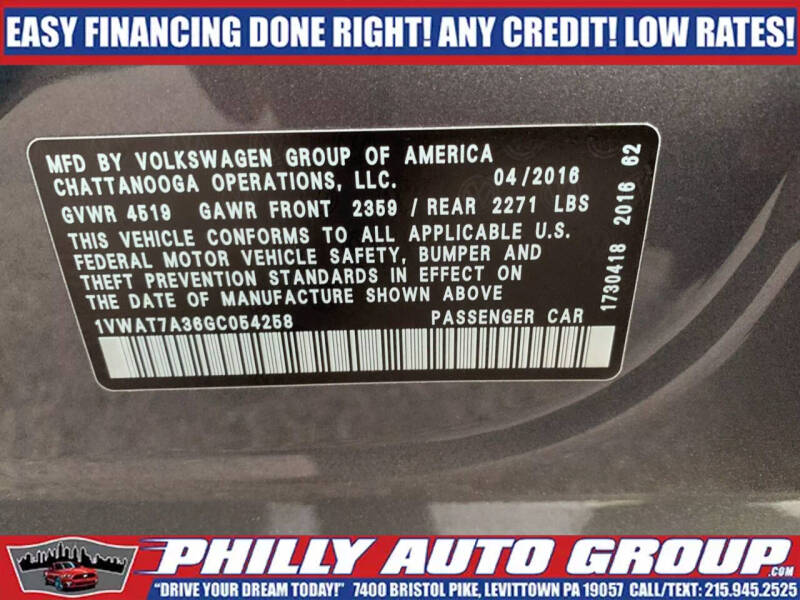 EASY FINANCING DONE RIGHT! ANY CREDIT! LOW RATES!
MFD BY VOLKSWAGEN GROUP OF AMERICA
CHATTANOOGA OPERATIONS, LLC. 04/2016
GVWR 4519 GAWR FRONT 2359 / REAR 2271 LBS
THIS VEHICLE CONFORMS TO ALL APPLICABLE U.S.
FEDERAL MOTOR VEHICLE SAFETY, BUMPER AND
THEFT PREVENTION STANDARDS IN EFFECT ON
THE DATE OF MANUFACTURE SHOWN ABOVE
1VWAT7A36GC054258 PASSENGER CAR
1730418 2016 62
PHILLY AUTO GROUP.COM
"DRIVE YOUR DREAM TODAY!" 7400 BRISTOL PIKE, LEVITTOWN PA 19057 CALL/TEXT: 215.945.2525